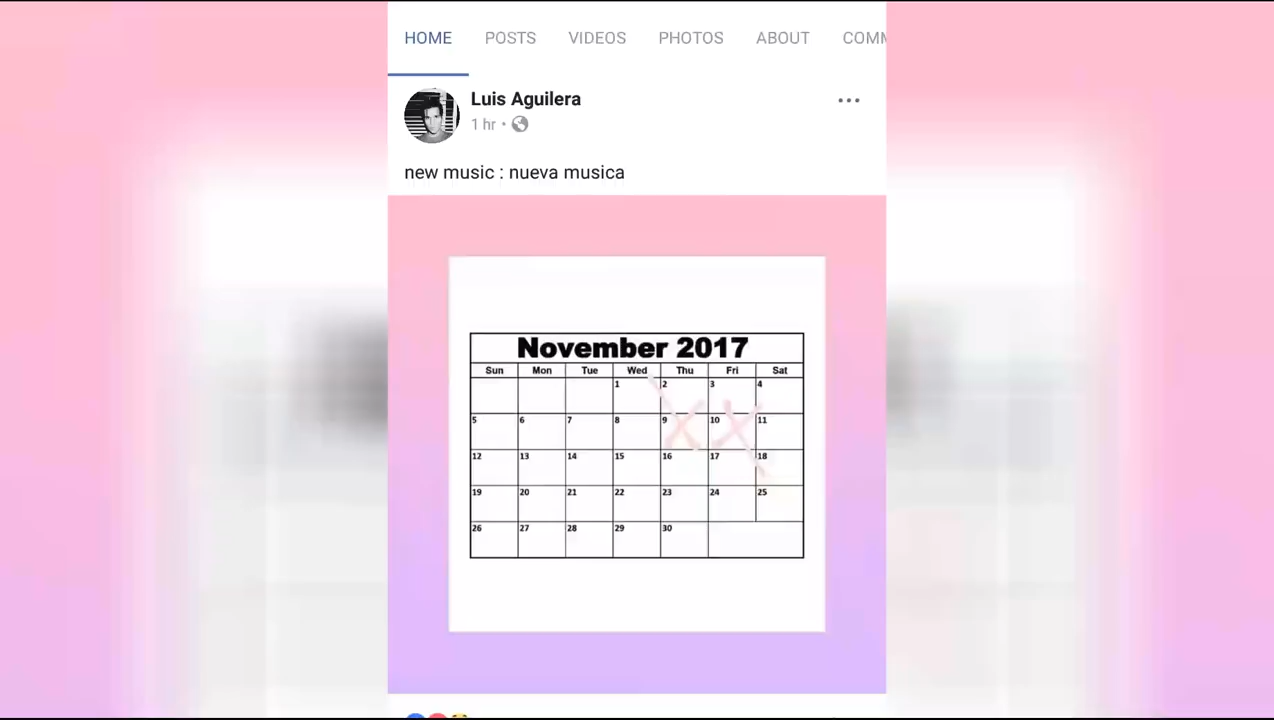 HOME POSTS VIDEOS PHOTOS ABOUT COMM
Luis Aguilera
1 hr
new music : nueva musica
November 2017
Sun Mon Tue Wed Thu Fri Sat
1 2 3 4
5 6 7 8 9 10 11
12 13 14 15 16 17 18
19 20 21 22 23 24 25
26 27 28 29 30